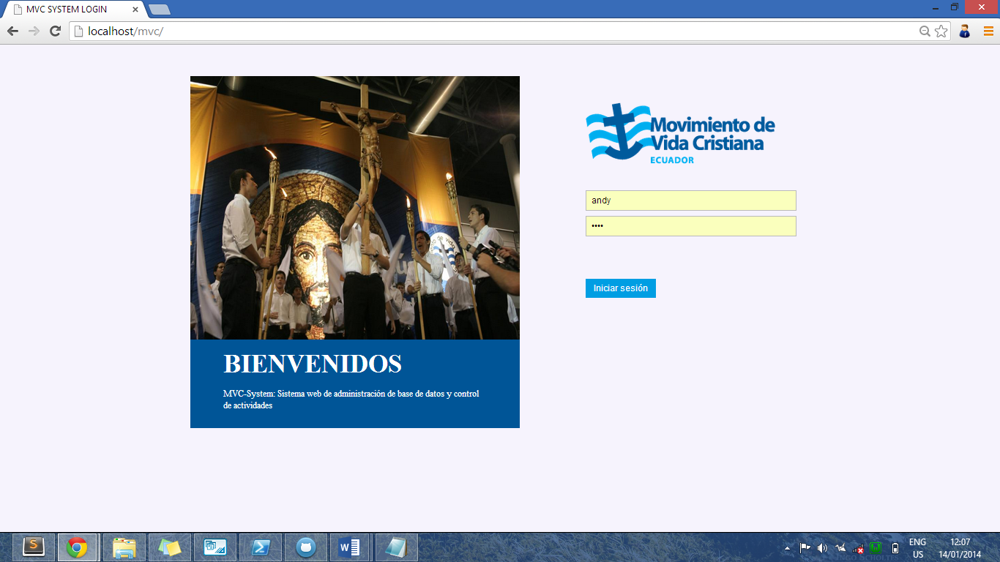 MVC SYSTEM LOGIN
localhost/mvc/
Movimiento de
Vida Cristiana
ECUADOR
andy
••••
Iniciar sesión
BIENVENIDOS
MVC-System: Sistema web de administración de base de datos y control
de actividades
ENG
US
12:07
14/01/2014